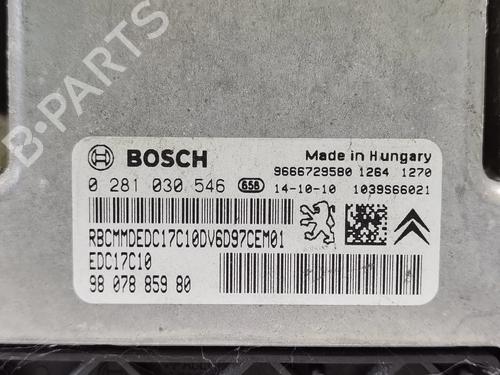 B-PARTS
BOSCH
Made in Hungary
9666729580 1264 1270
0 281 030 546 658 14-10-10 1039S66021
RBCMMDEDC17C10DV6D97CEM01
EDC17C10
98 078 859 80